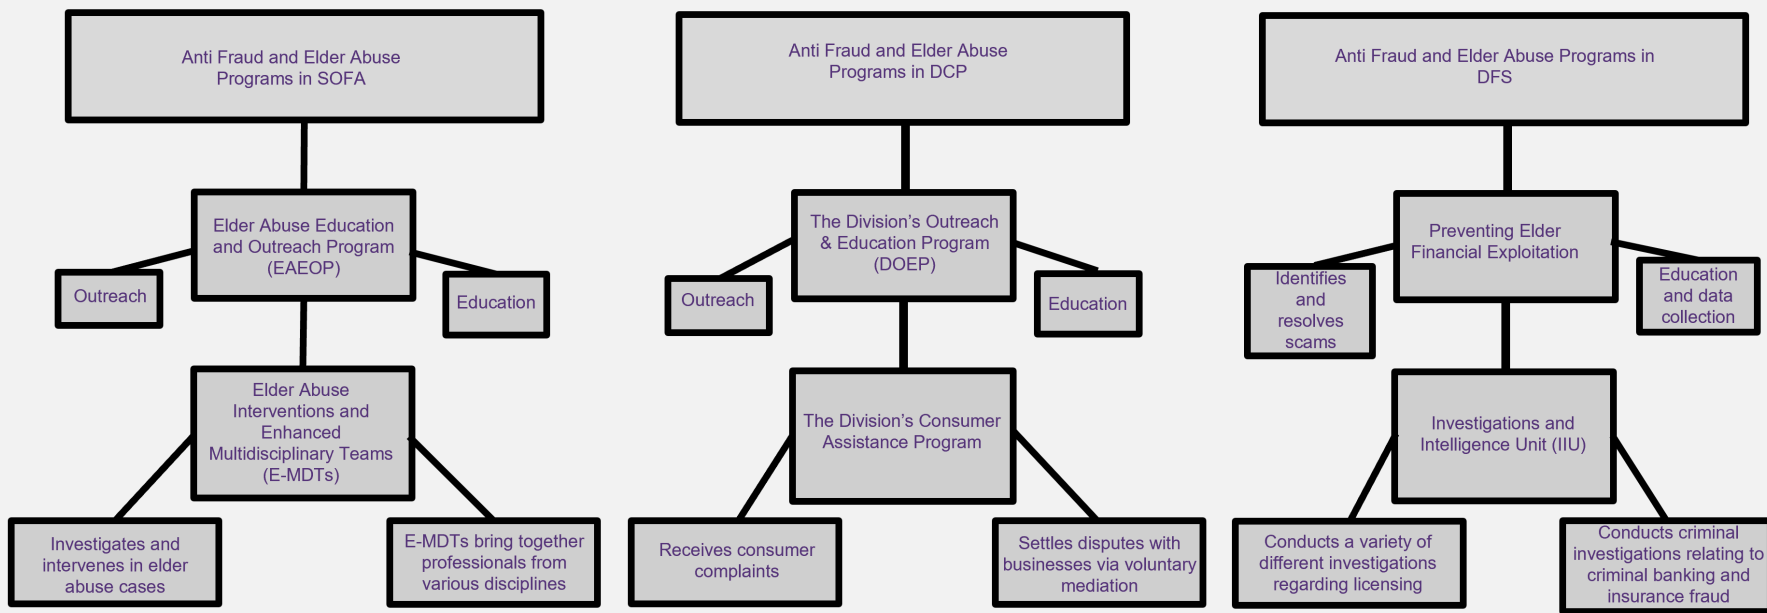 Anti Fraud and Elder Abuse
Programs in SOFA
Elder Abuse Education
and Outreach Program
(EAEOP)
Outreach
Education
Elder Abuse
Interventions and
Enhanced
Multidisciplinary Teams
(E-MDTs)
Investigates and
intervenes in elder
abuse cases
E-MDTs bring together
professionals from
various disciplines
Anti Fraud and Elder Abuse
Programs in DCP
The Division’s Outreach
& Education Program
(DOEP)
Outreach
Education
The Division’s Consumer
Assistance Program
Receives consumer
complaints
Settles disputes with
businesses via voluntary
mediation
Anti Fraud and Elder Abuse Programs in
DFS
Preventing Elder
Financial Exploitation
Identifies
and
resolves
scams
Education
and data
collection
Investigations and
Intelligence Unit (IIU)
Conducts a variety of
different investigations
regarding licensing
Conducts criminal
investigations relating to
criminal banking and
insurance fraud